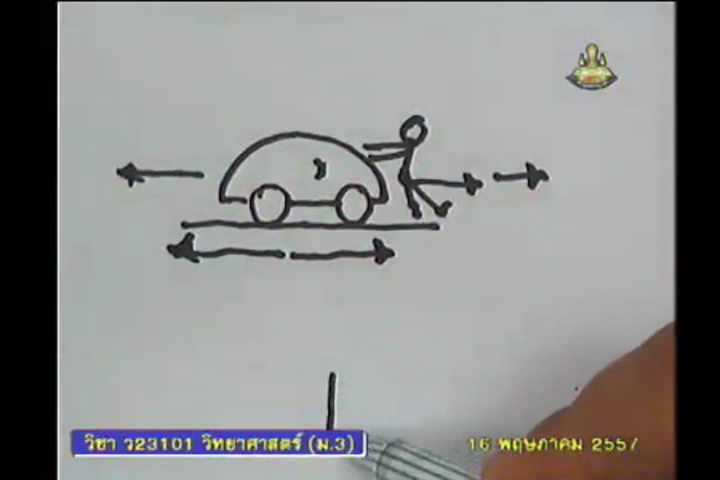 วิชา ว23101 วิทยาศาสตร์ (ม.3)
16 พฤษภาคม 2557